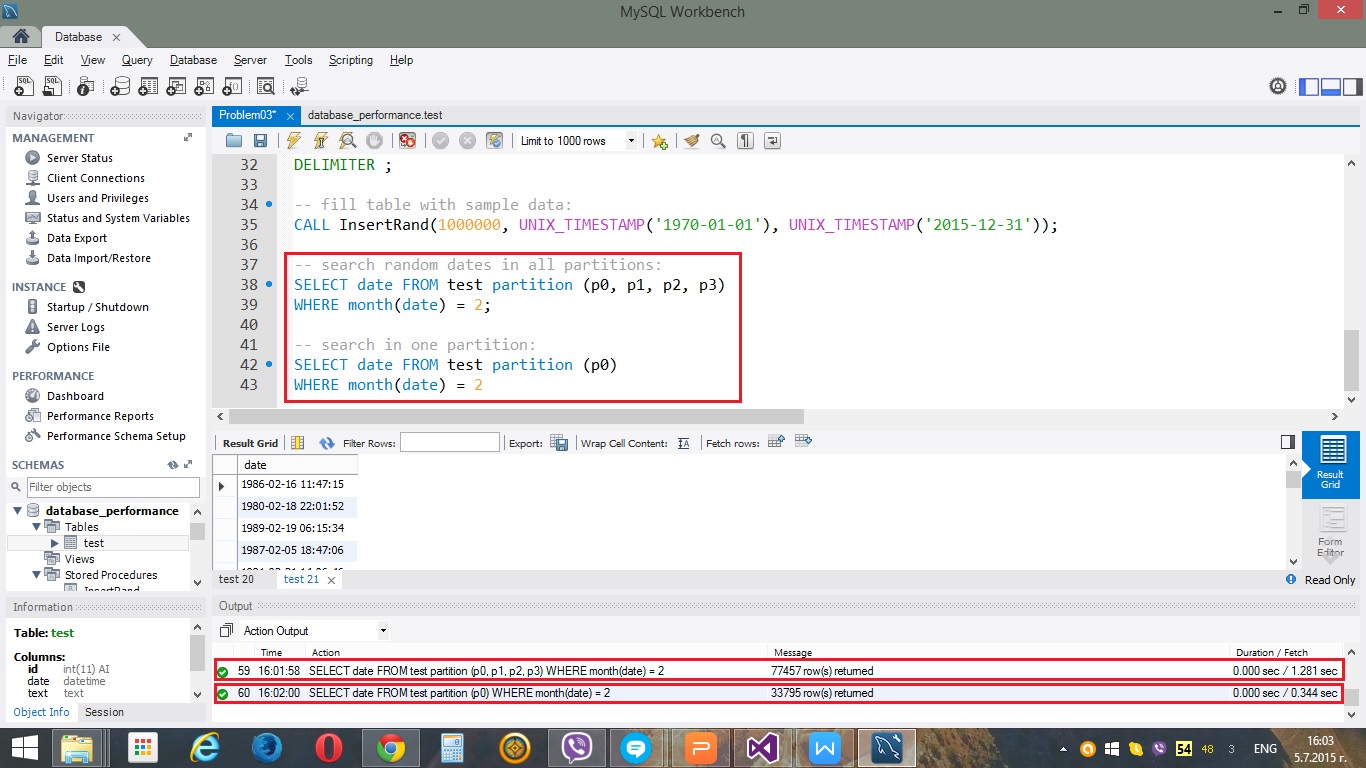 MySQL Workbench
Database
File Edit View Query Database Server Tools Scripting Help
Navigator
MANAGEMENT
Server Status
Client Connections
Users and Privileges
Status and System Variables
Data Export
Data Import/Restore
INSTANCE
Startup / Shutdown
Server Logs
Options File
PERFORMANCE
Dashboard
Performance Reports
Performance Schema Setup
SCHEMAS
Filter objects
database_performance
Tables
test
Views
Stored Procedures
InsertRand
Information
Table: test
Columns:
id int(11) AI
date datetime
text text
Object Info Session
Problem03* database_performance.test
Limit to 1000 rows
32 DELIMITER ;
33
34 -- fill table with sample data:
35 CALL InsertRand(1000000, UNIX_TIMESTAMP('1970-01-01'), UNIX_TIMESTAMP('2015-12-31'));
36
37 -- search random dates in all partitions:
38 SELECT date FROM test partition (p0, p1, p2, p3)
39 WHERE month(date) = 2;
40
41 -- search in one partition:
42 SELECT date FROM test partition (p0)
43 WHERE month(date) = 2
Result Grid Filter Rows: Export: Wrap Cell Content: Fetch rows:
date
1986-02-16 11:47:15
1980-02-18 22:01:52
1989-02-19 06:15:34
1987-02-05 18:47:06
Result Grid
Form Editor
test 20 test 21
Read Only
Output
Action Output
Time Action Message Duration / Fetch
59 16:01:58 SELECT date FROM test partition (p0, p1, p2, p3) WHERE month(date) = 2 77457 row(s) returned 0.000 sec / 1.281 sec
60 16:02:00 SELECT date FROM test partition (p0) WHERE month(date) = 2 33795 row(s) returned 0.000 sec / 0.344 sec
54 48 3 ENG
16:03
5.7.2015 г.